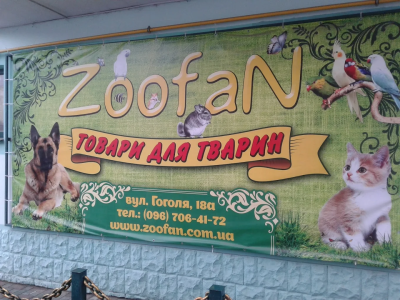 ZoofaN
ТОВАРИ ДЛЯ ТВАРИН
вул. Гоголя, 18а
тел.: (096) 706-41-72
www.zoofan.com.ua